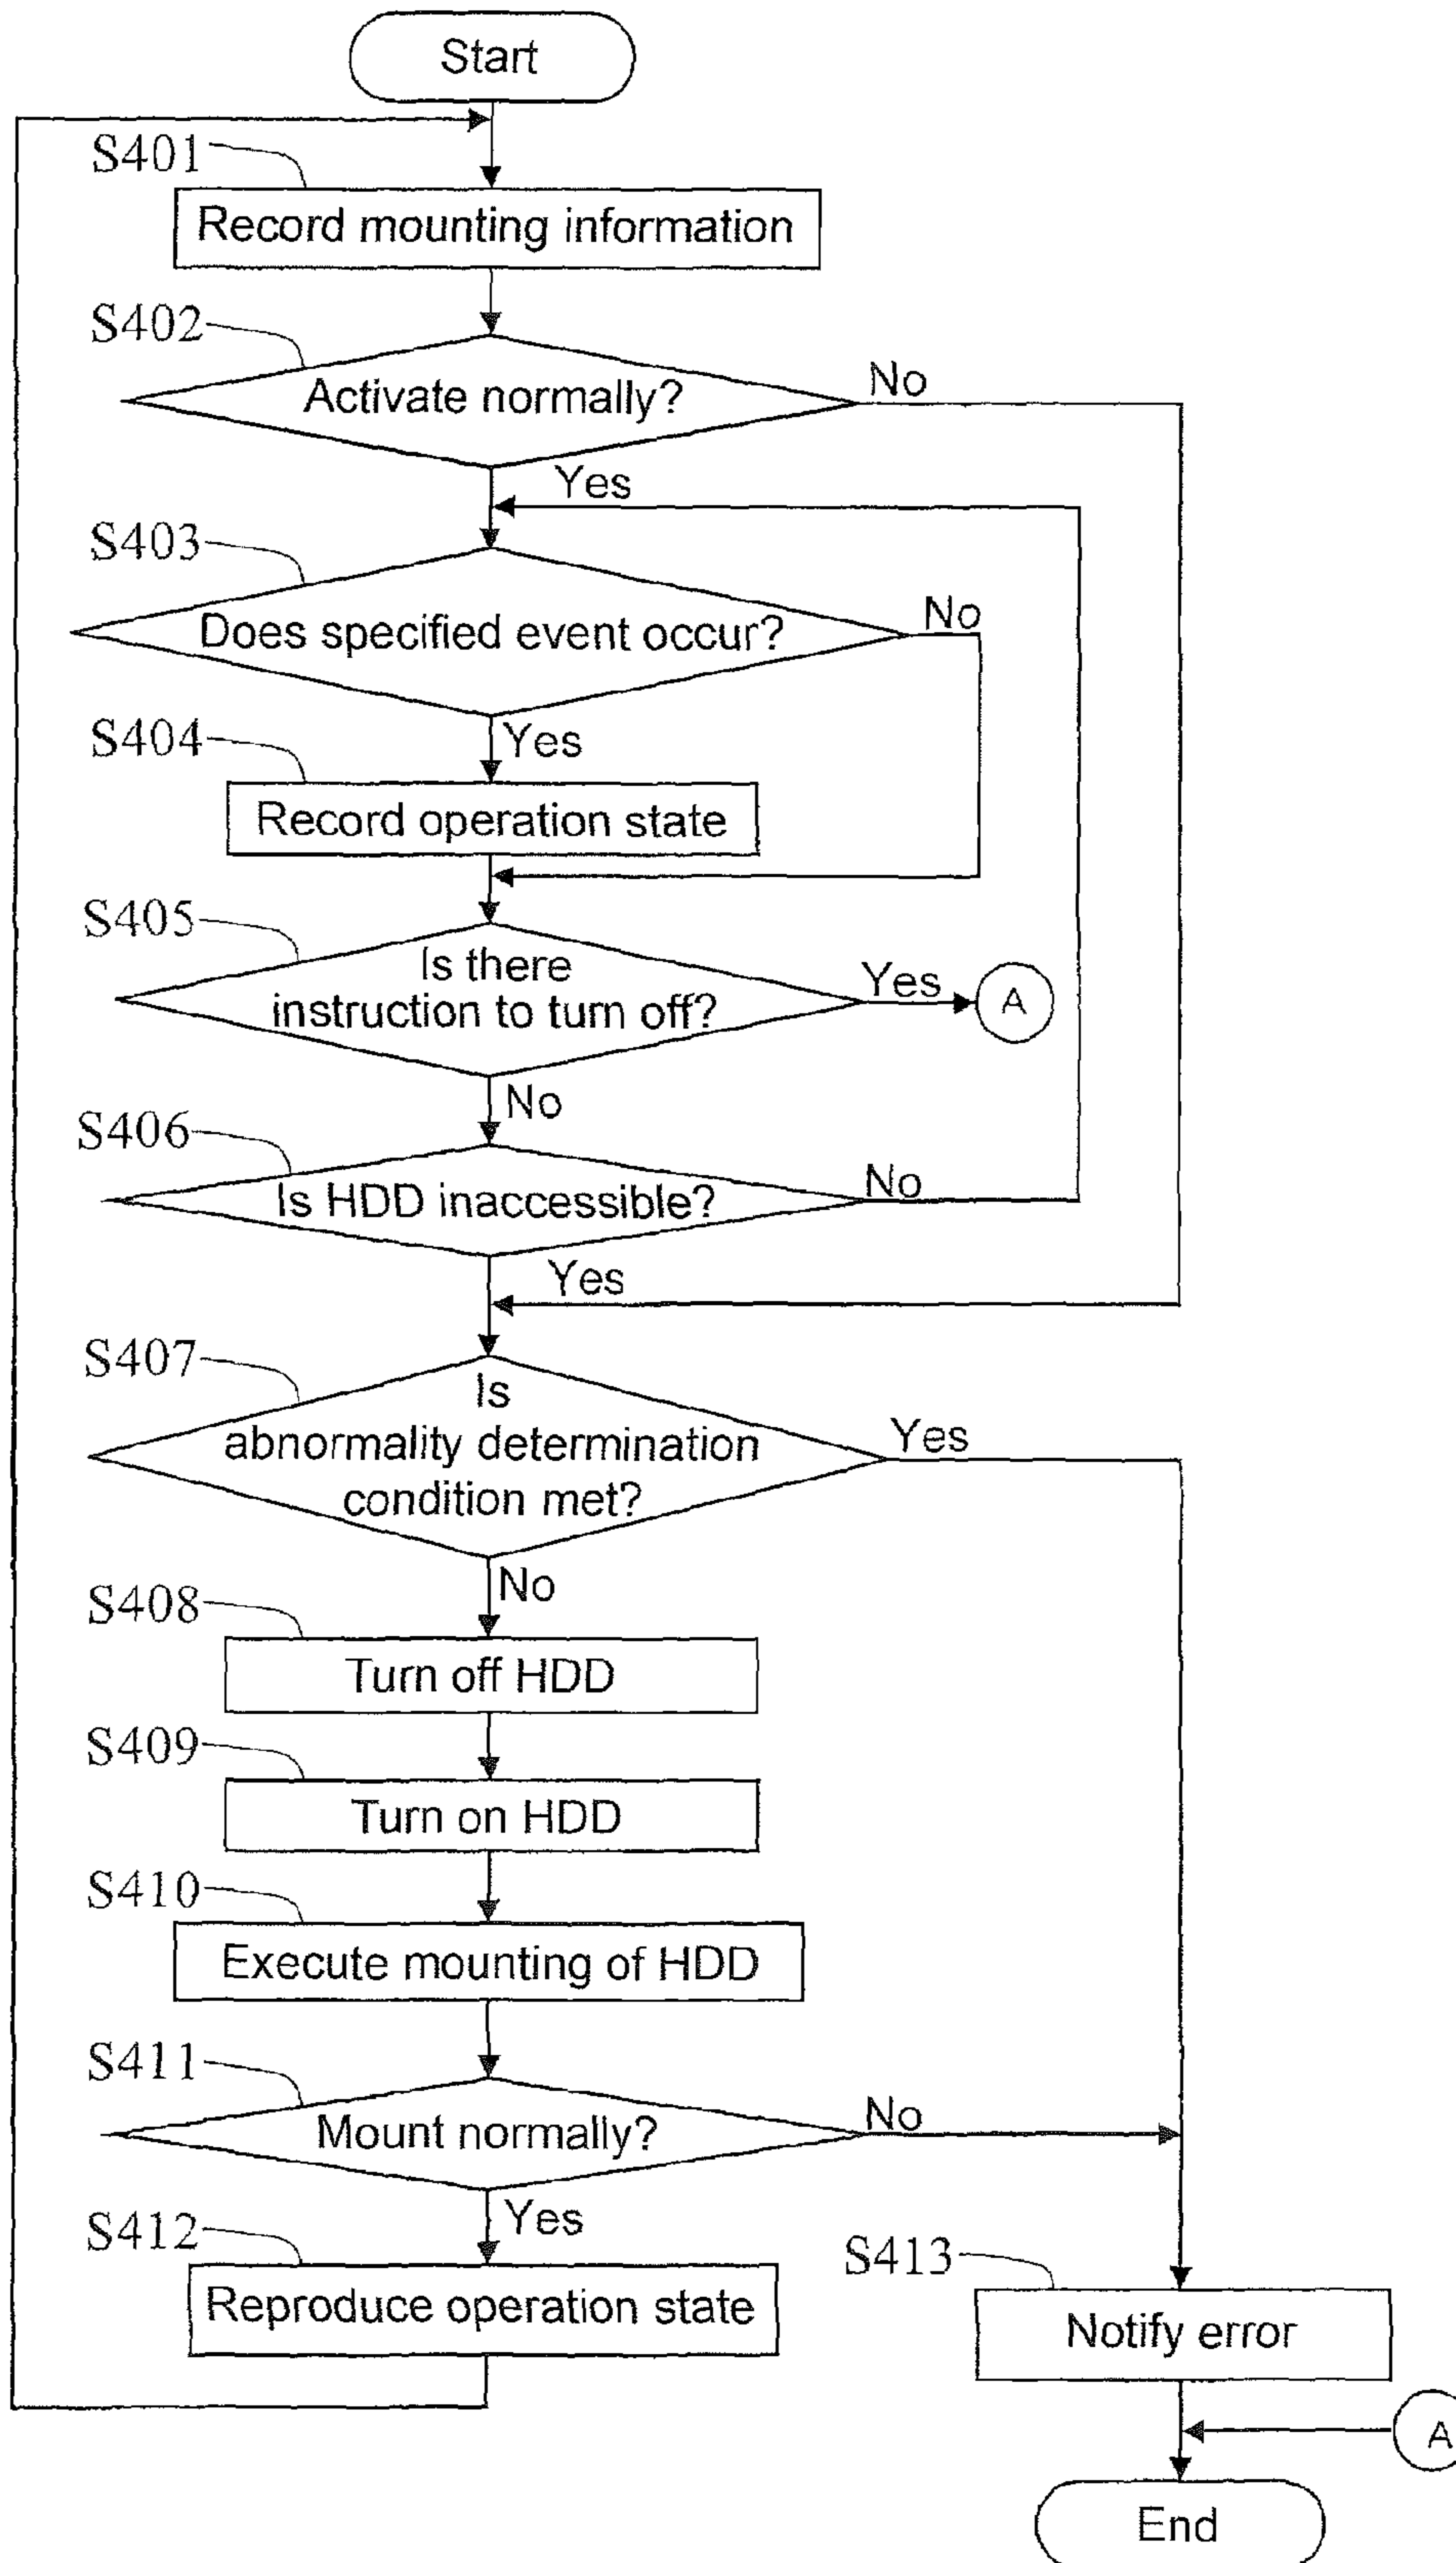 Start
S401
Record mounting information
S402
Activate normally?
No
Yes
S403
Does specified event occur?
No
Yes
S404
Record operation state
S405
Is there
instruction to turn off?
Yes
A
No
S406
Is HDD inaccessible?
No
Yes
S407
Is
abnormality determination
condition met?
Yes
No
S408
Turn off HDD
S409
Turn on HDD
S410
Execute mounting of HDD
S411
Mount normally?
No
Yes
S412
Reproduce operation state
S413
Notify error
A
End